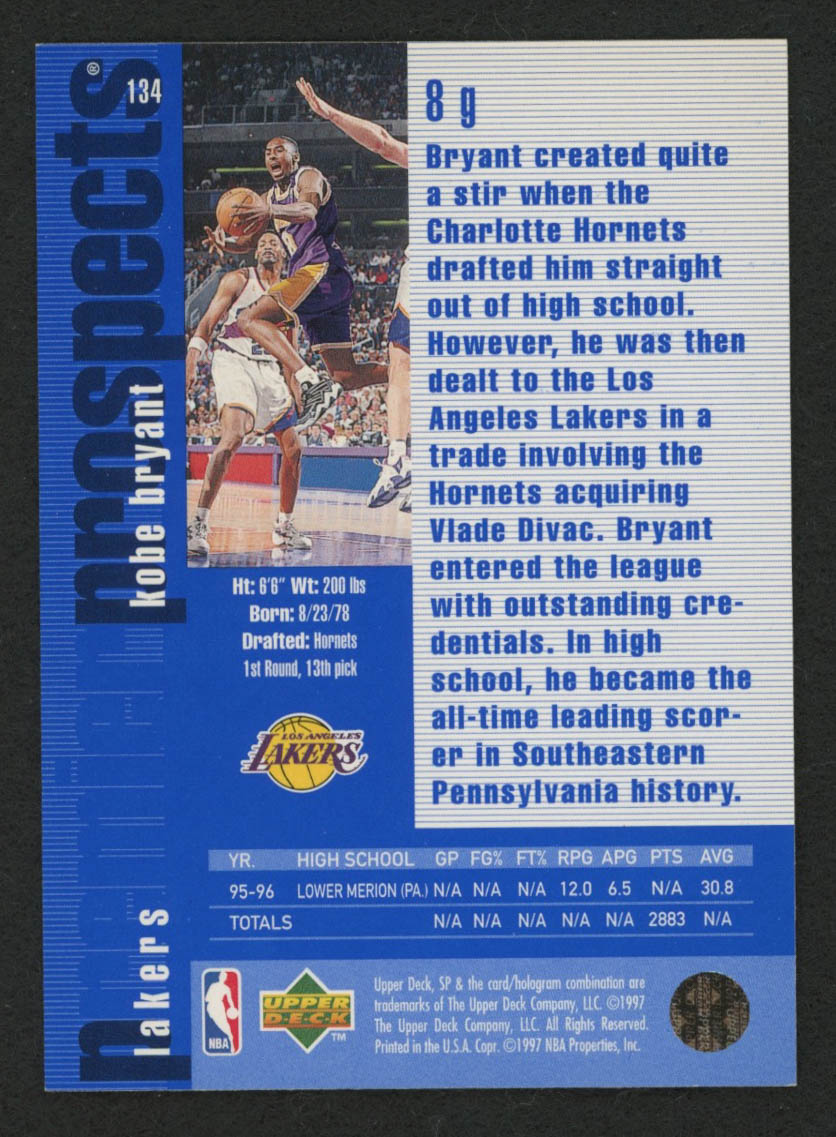 134
premier prospects®
kobe bryant
lakers
8 g
Bryant created quite
a stir when the
Charlotte Hornets
drafted him straight
out of high school.
However, he was then
dealt to the Los
Angeles Lakers in a
trade involving the
Hornets acquiring
Vlade Divac. Bryant
entered the league
with outstanding cre-
dentials. In high
school, he became the
all-time leading scor-
er in Southeastern
Pennsylvania history.
Ht: 6'6" Wt: 200 lbs
Born: 8/23/78
Drafted: Hornets
1st Round, 13th pick
LOS ANGELES
LAKERS
YR. HIGH SCHOOL GP FG% FT% RPG APG PTS AVG
95-96 LOWER MERION (PA.) N/A N/A N/A 12.0 6.5 N/A 30.8
TOTALS N/A N/A N/A N/A N/A 2883 N/A
NBA
UPPER
D·E·C·K
TM
Upper Deck, SP & the card/hologram combination are
trademarks of The Upper Deck Company, LLC. ©1997
The Upper Deck Company, LLC. All Rights Reserved.
Printed in the U.S.A. Copr. ©1997 NBA Properties, Inc.